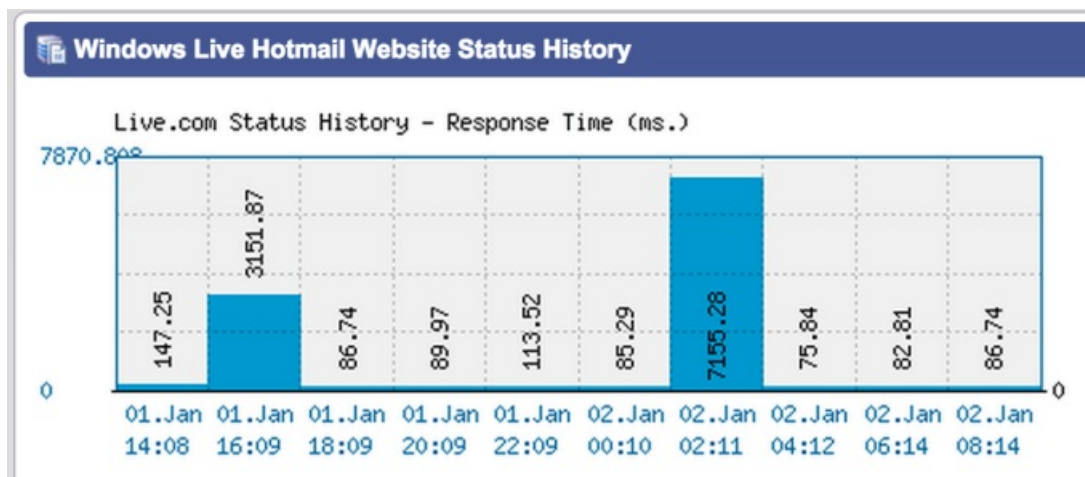 Windows Live Hotmail Website Status History
Live.com Status History - Response Time (ms.)
7870.808
147.25 3151.87 86.74 89.97 113.52 85.29 7155.28 75.84 82.81 86.74
0 0
01.Jan 01.Jan 01.Jan 01.Jan 01.Jan 02.Jan 02.Jan 02.Jan 02.Jan 02.Jan
14:08 16:09 18:09 20:09 22:09 00:10 02:11 04:12 06:14 08:14